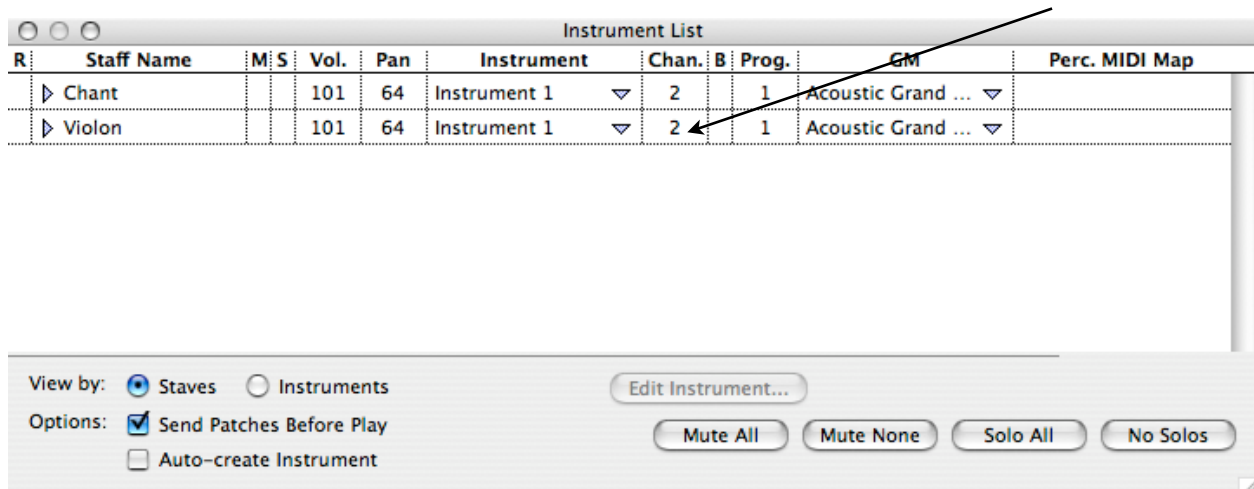 Instrument List
R Staff Name M S Vol. Pan Instrument Chan. B Prog. GM Perc. MIDI Map
Chant 101 64 Instrument 1 2 1 Acoustic Grand ...
Violon 101 64 Instrument 1 2 1 Acoustic Grand ...
View by: Staves Instruments Edit Instrument...
Options: Send Patches Before Play Mute All Mute None Solo All No Solos
Auto-create Instrument